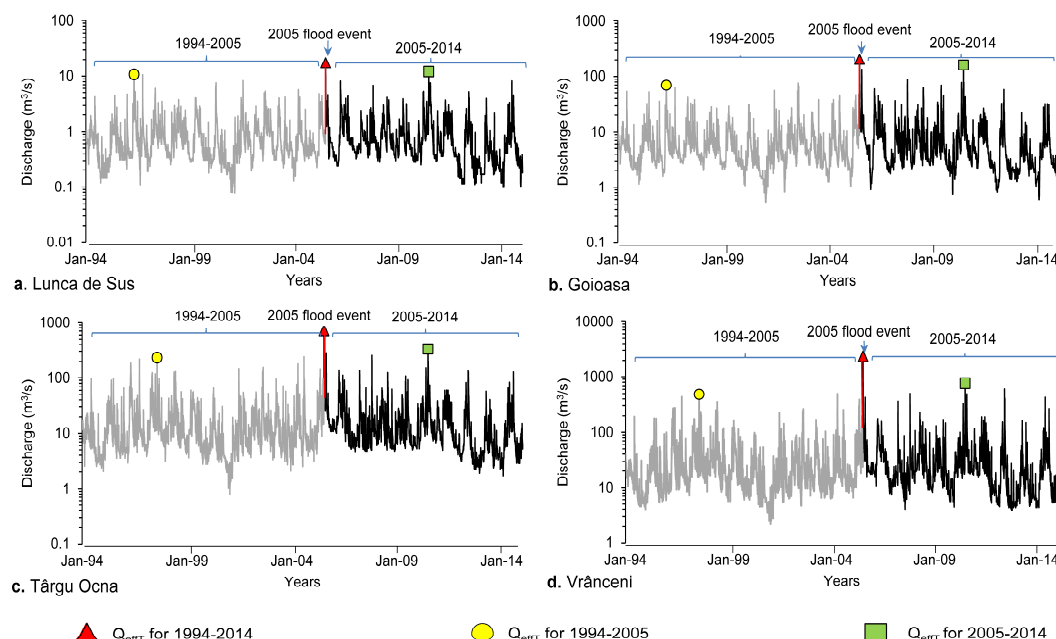 100
10
1
0.1
0.01
Discharge (m³/s)
1994-2005
2005 flood event
2005-2014
Jan-94 Jan-99 Jan-04 Jan-09 Jan-14
Years
a. Lunca de Sus
1000
100
10
1
0.1
Discharge (m³/s)
1994-2005
2005 flood event
2005-2014
Jan-94 Jan-99 Jan-04 Jan-09 Jan-14
Years
b. Goioasa
1000
100
10
1
0.1
Discharge (m³/s)
1994-2005
2005 flood event
2005-2014
Jan-94 Jan-99 Jan-04 Jan-09 Jan-14
Years
c. Târgu Ocna
10000
1000
100
10
1
Discharge (m³/s)
1994-2005
2005 flood event
2005-2014
Jan-94 Jan-99 Jan-04 Jan-09 Jan-14
Years
d. Vrânceni
QeffT for 1994-2014 QeffT for 1994-2005 QeffT for 2005-2014